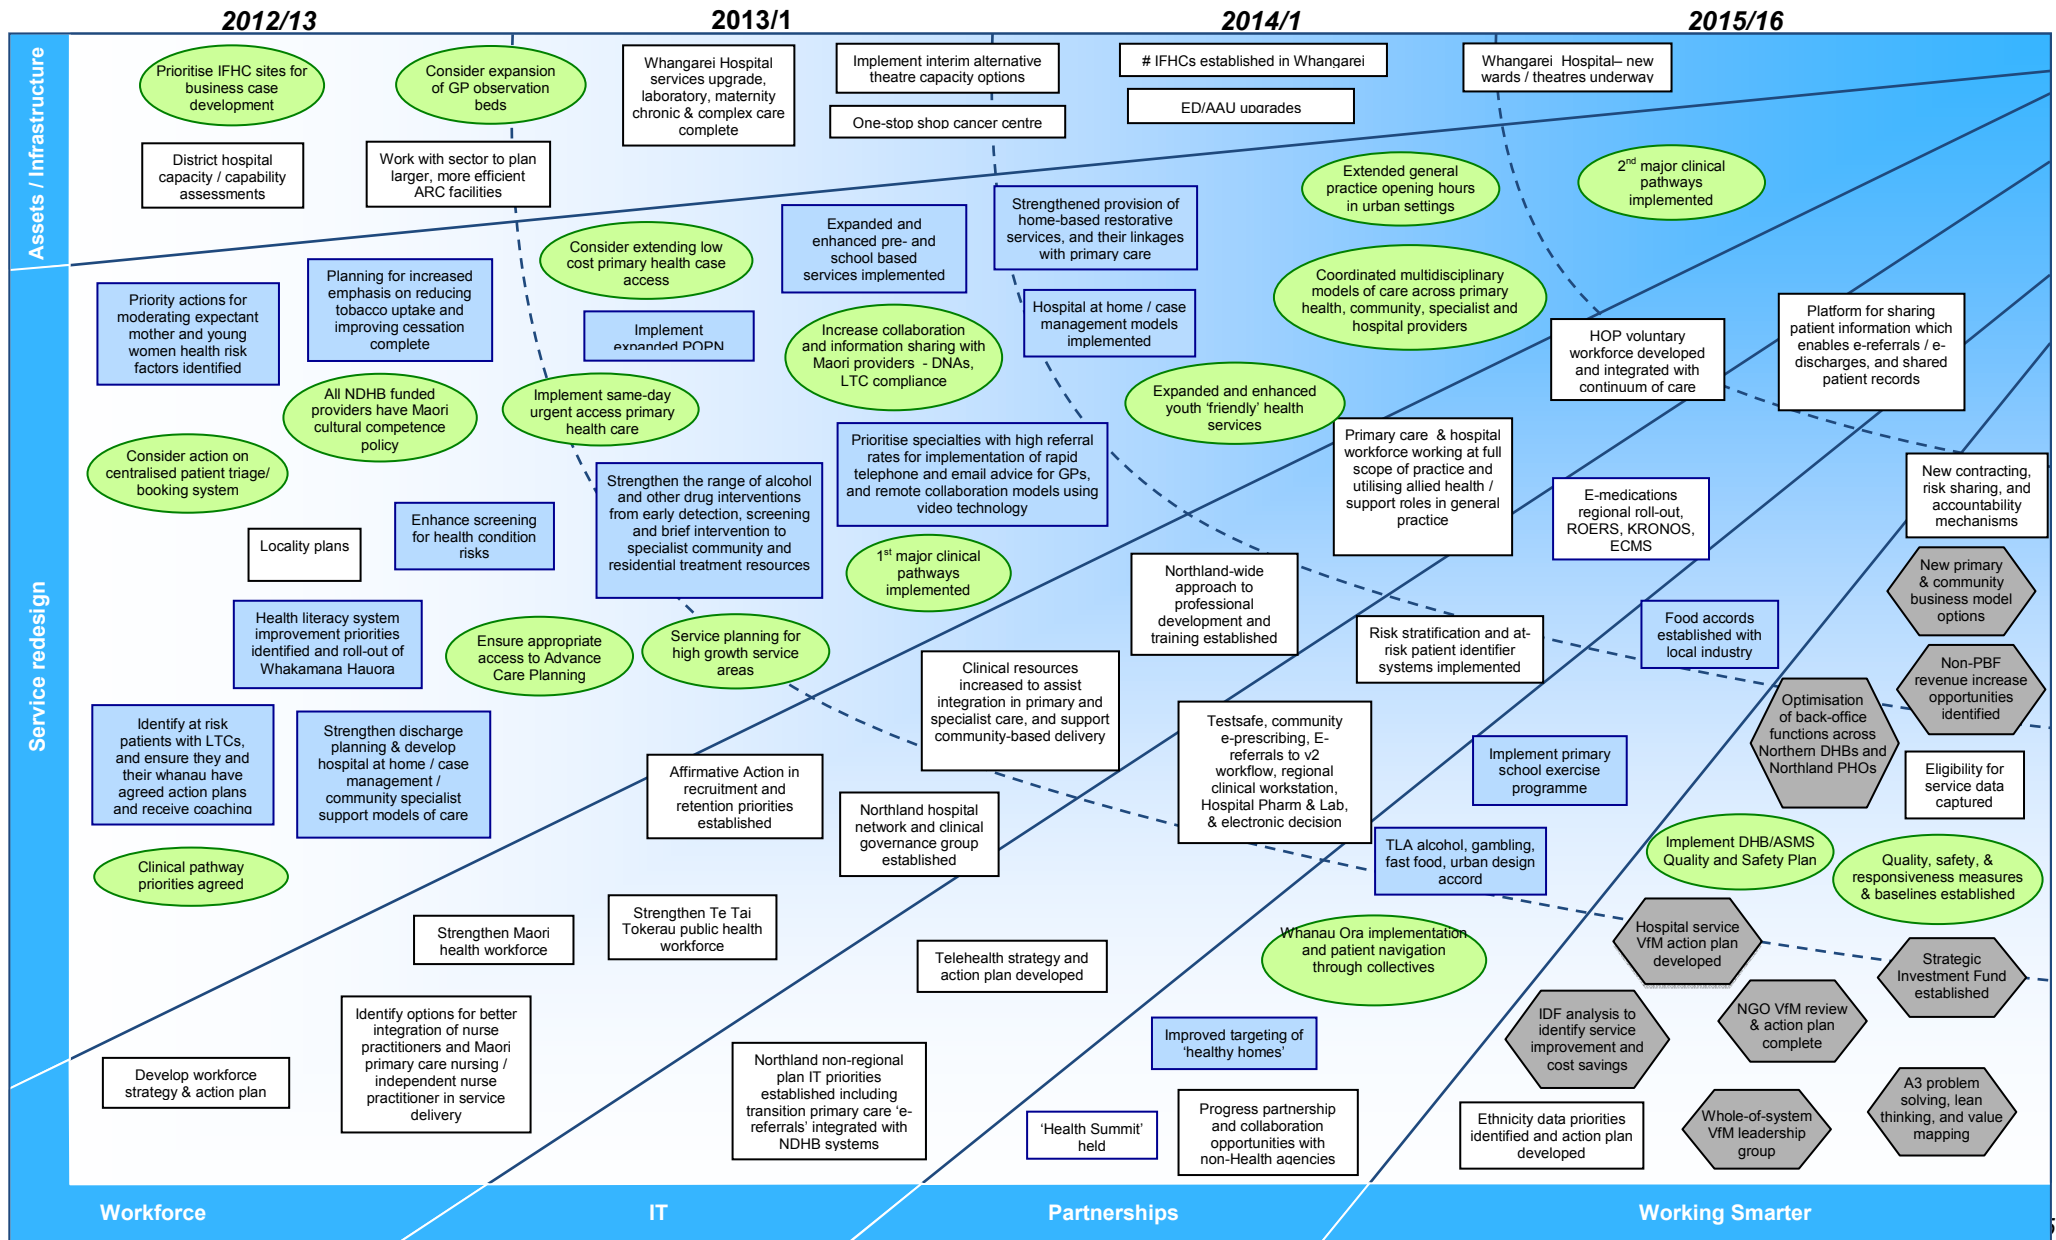 2012/13
2013/1
2014/1
2015/16
Assets / Infrastructure
Service redesign
Workforce
IT
Partnerships
Working Smarter
Prioritise IFHC sites for
business case
development
Consider expansion
of GP observation
beds
Whangarei Hospital
services upgrade,
laboratory, maternity
chronic & complex care
complete
Implement interim alternative
theatre capacity options
# IFHCs established in Whangarei
Whangarei Hospital– new
wards / theatres underway
One-stop shop cancer centre
ED/AAU upgrades
District hospital
capacity / capability
assessments
Work with sector to plan
larger, more efficient
ARC facilities
Extended general
practice opening hours
in urban settings
2nd major clinical
pathways
implemented
Priority actions for
moderating expectant
mother and young
women health risk
factors identified
Planning for increased
emphasis on reducing
tobacco uptake and
improving cessation
complete
Consider extending low
cost primary health case
access
Expanded and
enhanced pre- and
school based
services implemented
Strengthened provision of
home-based restorative
services, and their linkages
with primary care
Coordinated multidisciplinary
models of care across primary
health, community, specialist and
hospital providers
Implement
expanded POPN
Increase collaboration
and information sharing with
Maori providers - DNAs,
LTC compliance
Hospital at home / case
management models
implemented
HOP voluntary
workforce developed
and integrated with
continuum of care
Platform for sharing
patient information which
enables e-referrals / e-
discharges, and shared
patient records
All NDHB funded
providers have Maori
cultural competence
policy
Implement same-day
urgent access primary
health care
Expanded and enhanced
youth ‘friendly’ health
services
Consider action on
centralised patient triage/
booking system
Strengthen the range of alcohol
and other drug interventions
from early detection, screening
and brief intervention to
specialist community and
residential treatment resources
Prioritise specialties with high referral
rates for implementation of rapid
telephone and email advice for GPs,
and remote collaboration models using
video technology
Primary care & hospital
workforce working at full
scope of practice and
utilising allied health /
support roles in general
practice
E-medications
regional roll-out,
ROERS, KRONOS,
ECMS
New contracting,
risk sharing, and
accountability
mechanisms
Locality plans
Enhance screening
for health condition
risks
1st major clinical
pathways
implemented
Northland-wide
approach to
professional
development and
training established
New primary
& community
business model
options
Health literacy system
improvement priorities
identified and roll-out of
Whakamana Hauora
Ensure appropriate
access to Advance
Care Planning
Service planning for
high growth service
areas
Clinical resources
increased to assist
integration in primary and
specialist care, and support
community-based delivery
Risk stratification and at-
risk patient identifier
systems implemented
Food accords
established with
local industry
Non-PBF
revenue increase
opportunities
identified
Identify at risk
patients with LTCs,
and ensure they and
their whanau have
agreed action plans
and receive coaching
Strengthen discharge
planning & develop
hospital at home / case
management /
community specialist
support models of care
Affirmative Action in
recruitment and
retention priorities
established
Northland hospital
network and clinical
governance group
established
Testsafe, community
e-prescribing, E-
referrals to v2
workflow, regional
clinical workstation,
Hospital Pharm & Lab,
& electronic decision
Implement primary
school exercise
programme
Optimisation
of back-office
functions across
Northern DHBs and
Northland PHOs
Eligibility for
service data
captured
Clinical pathway
priorities agreed
TLA alcohol, gambling,
fast food, urban design
accord
Implement DHB/ASMS
Quality and Safety Plan
Quality, safety, &
responsiveness measures
& baselines established
Strengthen Maori
health workforce
Strengthen Te Tai
Tokerau public health
workforce
Telehealth strategy and
action plan developed
Whanau Ora implementation
and patient navigation
through collectives
Hospital service
VfM action plan
developed
Strategic
Investment Fund
established
Develop workforce
strategy & action plan
Identify options for better
integration of nurse
practitioners and Maori
primary care nursing /
independent nurse
practitioner in service
delivery
Northland non-regional
plan IT priorities
established including
transition primary care ‘e-
referrals’ integrated with
NDHB systems
Improved targeting of
‘healthy homes’
IDF analysis to
identify service
improvement and
cost savings
NGO VfM review
& action plan
complete
‘Health Summit’
held
Progress partnership
and collaboration
opportunities with
non-Health agencies
Ethnicity data priorities
identified and action plan
developed
Whole-of-system
VfM leadership
group
A3 problem
solving, lean
thinking, and value
mapping